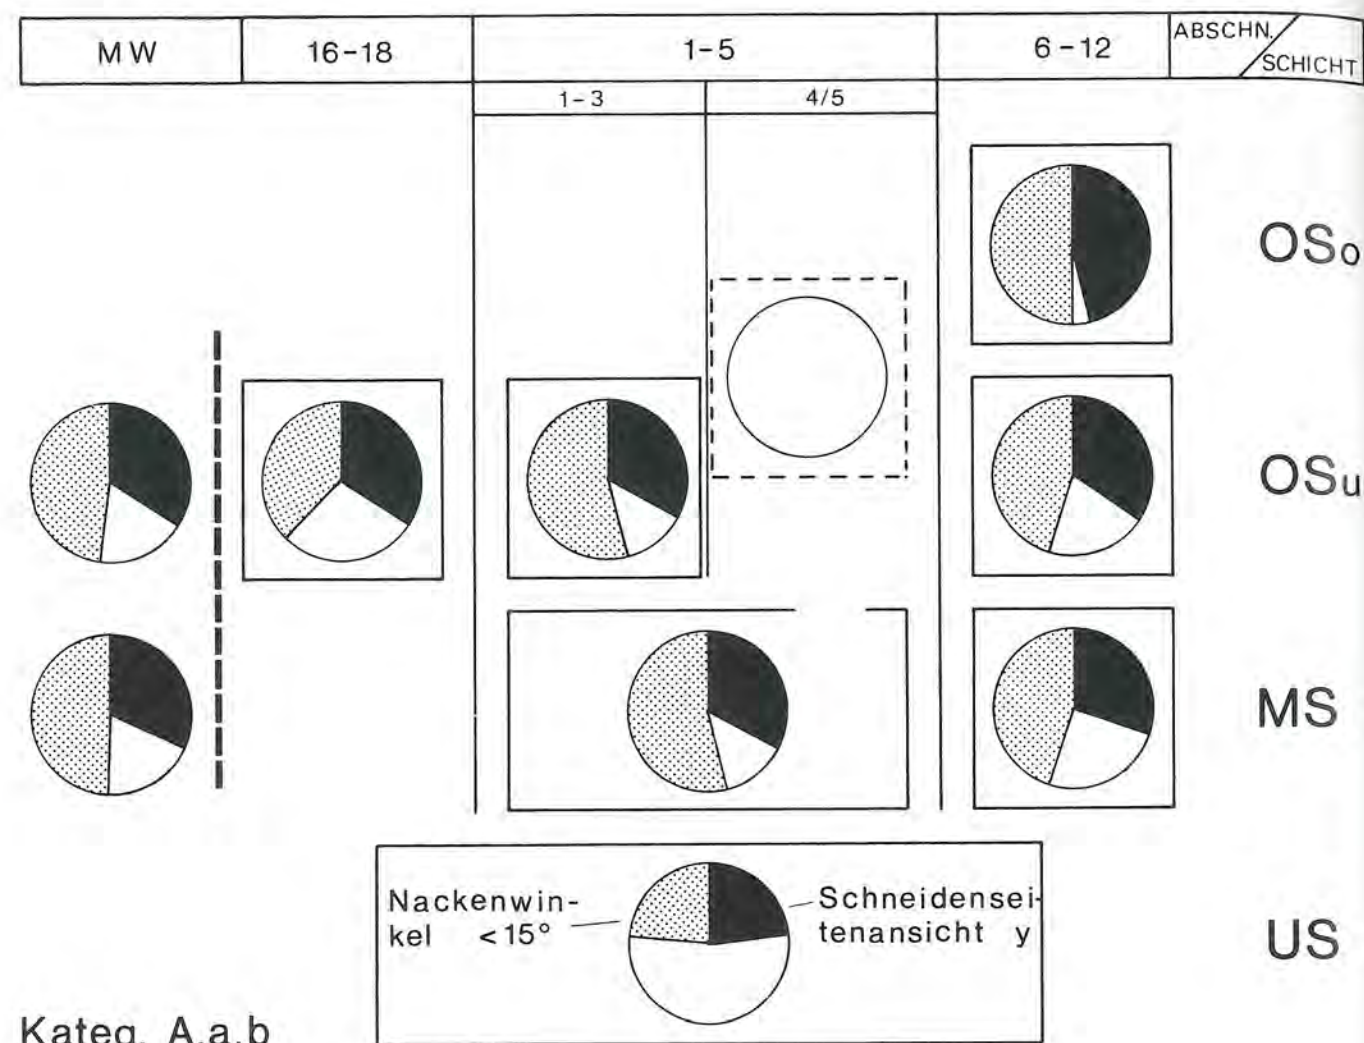 MW 16-18 1-5 6-12 ABSCHN. SCHICHT
1-3 4/5
OSo
OSu
MS
Nackenwin-
kel <15°
Schneidensei-
tenansicht y
US
Kateg. A,a,b